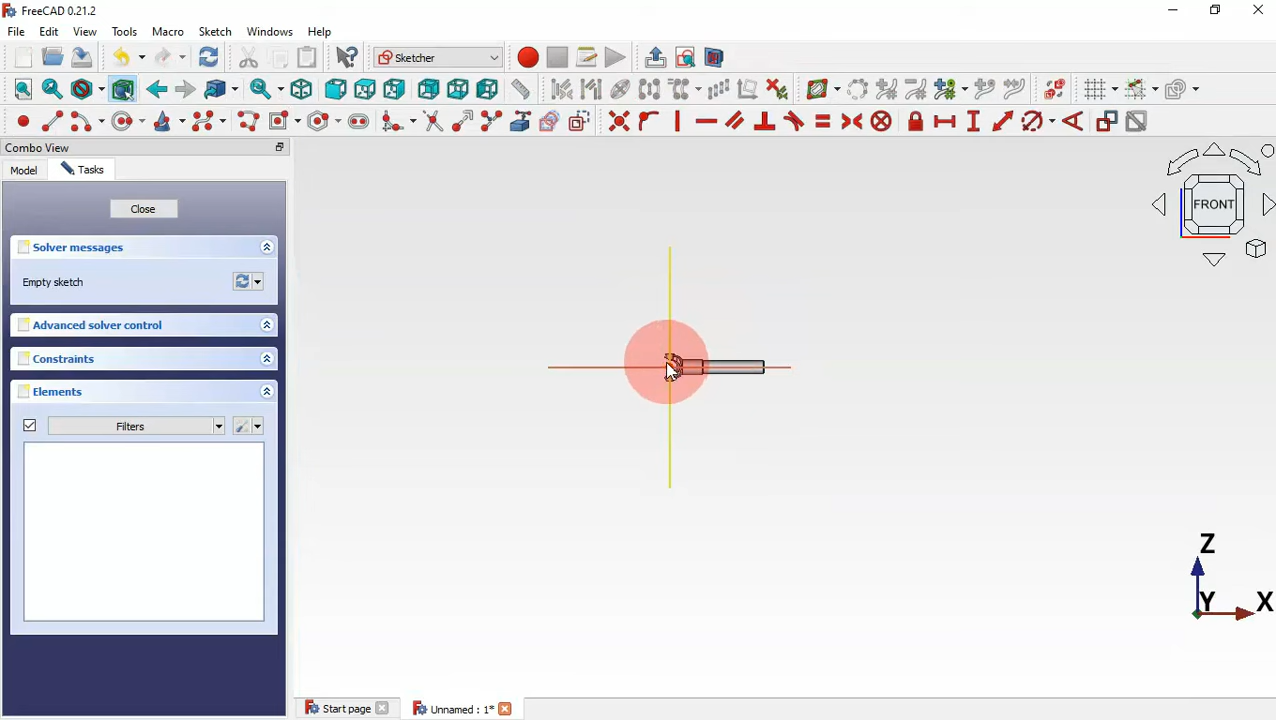 FreeCAD 0.21.2
File Edit View Tools Macro Sketch Windows Help
Sketcher
Combo View
Model Tasks
Close
Solver messages
Empty sketch
Advanced solver control
Constraints
Elements
Filters
FRONT
Z
Y X
Start page Unnamed : 1*